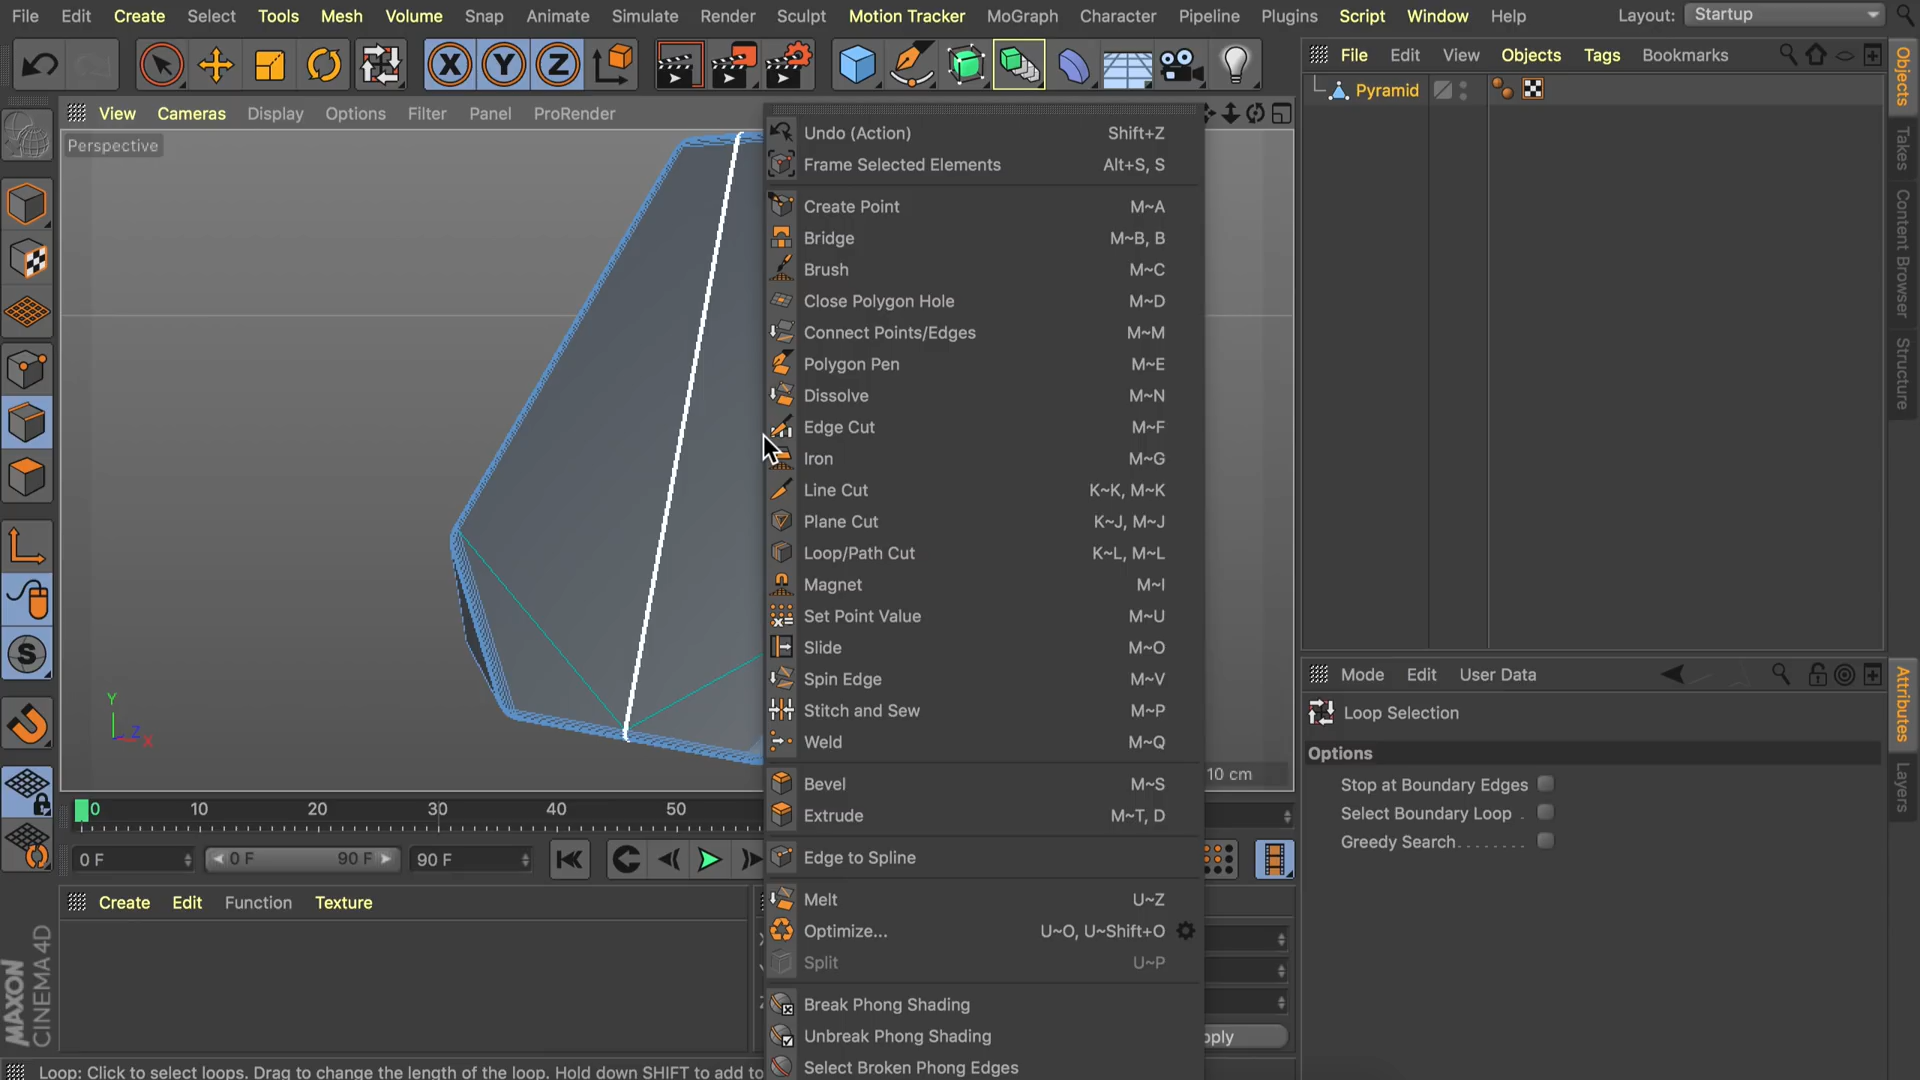 File Edit Create Select Tools Mesh Volume Snap Animate Simulate Render Sculpt Motion Tracker MoGraph Character Pipeline Plugins Script Window Help Layout: Startup
X Y Z
File Edit View Objects Tags Bookmarks
Pyramid
View Cameras Display Options Filter Panel ProRender
Perspective
Undo (Action) Shift+Z
Frame Selected Elements Alt+S, S
Create Point M~A
Bridge M~B, B
Brush M~C
Close Polygon Hole M~D
Connect Points/Edges M~M
Polygon Pen M~E
Dissolve M~N
Edge Cut M~F
Iron M~G
Line Cut K~K, M~K
Plane Cut K~J, M~J
Loop/Path Cut K~L, M~L
Magnet M~I
Set Point Value M~U
Slide M~O
Spin Edge M~V
Stitch and Sew M~P
Weld M~Q
Bevel M~S
Extrude M~T, D
Edge to Spline
Melt U~Z
Optimize... U~O, U~Shift+O
Split U~P
Break Phong Shading
Unbreak Phong Shading
Select Broken Phong Edges
Y
Z
X
10 cm
S
0 10 20 30 40 50
0 F 0 F 90 F 90 F
Create Edit Function Texture
Loop: Click to select loops. Drag to change the length of the loop. Hold down SHIFT to add to
MAXON
CINEMA 4D
Objects
Takes
Content Browser
Structure
Mode Edit User Data
Loop Selection
Options
Stop at Boundary Edges
Select Boundary Loop .
Greedy Search. . . . . . . .
Attributes
Layers